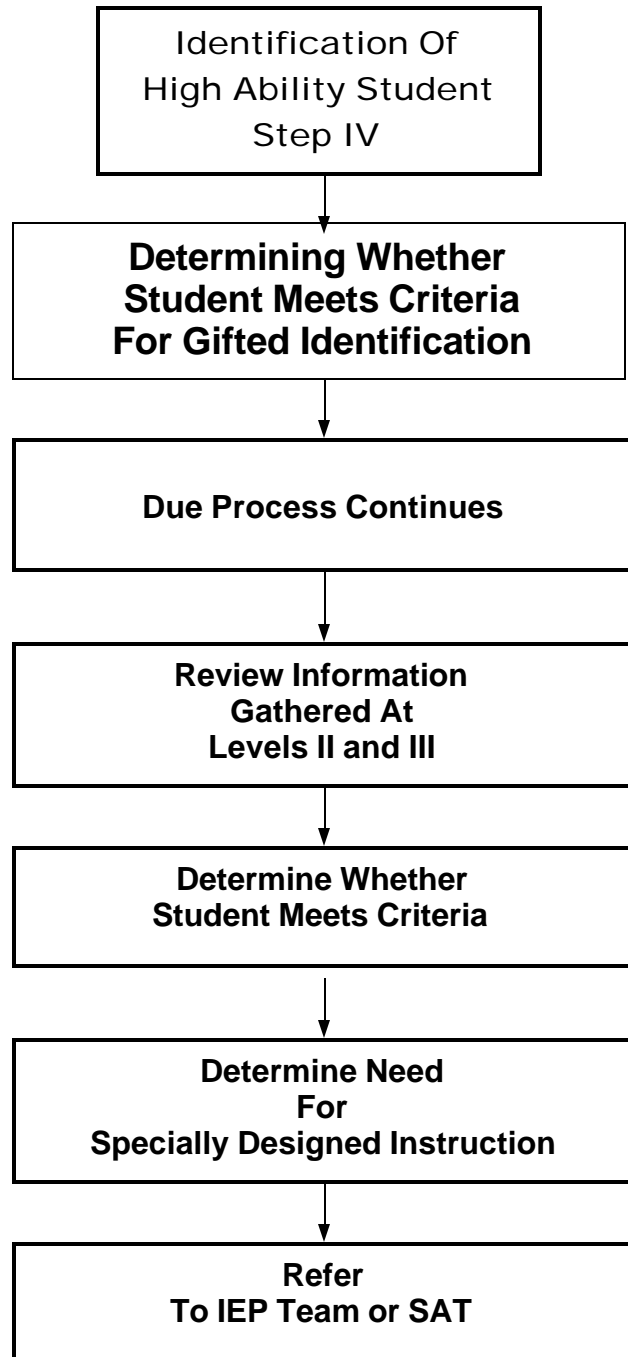 Identification Of
High Ability Student
Step IV
Determining Whether
Student Meets Criteria
For Gifted Identification
Due Process Continues
Review Information
Gathered At
Levels II and III
Determine Whether
Student Meets Criteria
Determine Need
For
Specially Designed Instruction
Refer
To IEP Team or SAT